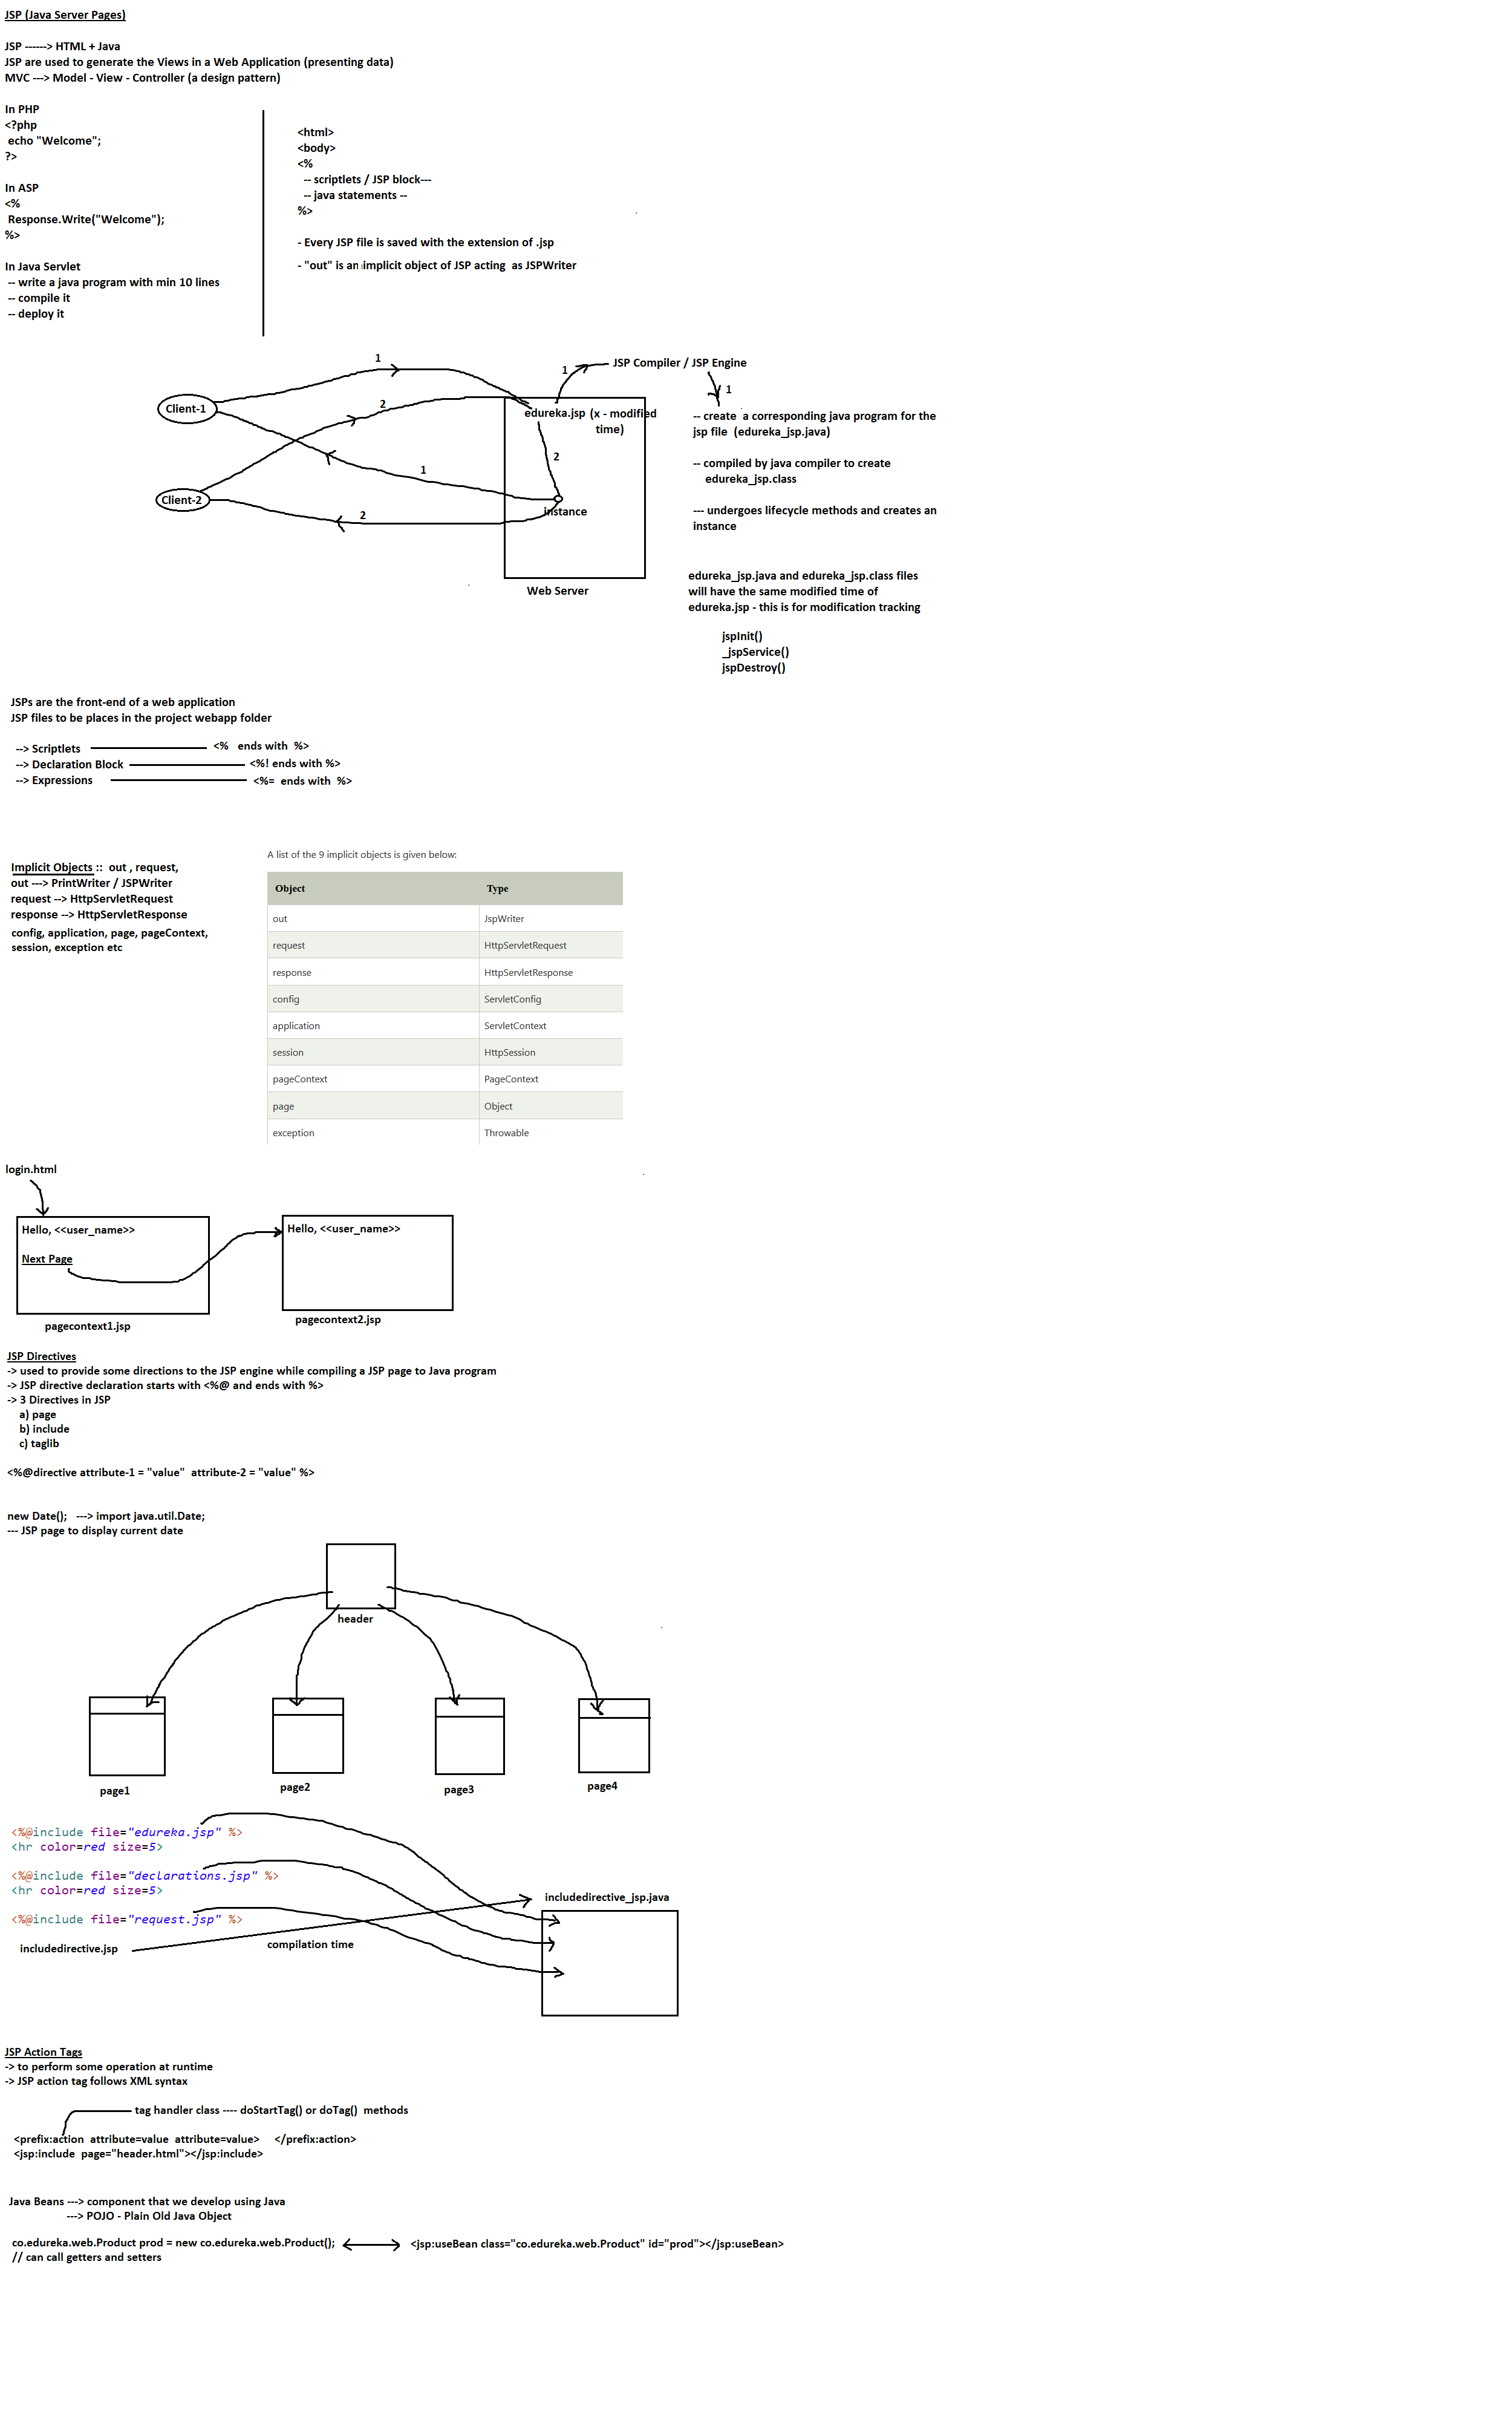 JSP (Java Server Pages)
JSP ------> HTML + Java
JSP are used to generate the Views in a Web Application (presenting data)
MVC ---> Model - View - Controller (a design pattern)
In PHP
<?php
echo "Welcome";
?>
In ASP
<%
Response.Write("Welcome");
%>
In Java Servlet
-- write a java program with min 10 lines
-- compile it
-- deploy it
<html>
<body>
<%
-- scriptlets / JSP block---
-- java statements --
%>
- Every JSP file is saved with the extension of .jsp
- "out" is an implicit object of JSP acting as JSPWriter
1
1
JSP Compiler / JSP Engine
1
Client-1
2
edureka.jsp (x - modified
time)
-- create a corresponding java program for the
jsp file (edureka_jsp.java)
2
1
-- compiled by java compiler to create
edureka_jsp.class
Client-2
2
instance
--- undergoes lifecycle methods and creates an
instance
Web Server
edureka_jsp.java and edureka_jsp.class files
will have the same modified time of
edureka.jsp - this is for modification tracking
jspInit()
_jspService()
jspDestroy()
JSPs are the front-end of a web application
JSP files to be places in the project webapp folder
--> Scriptlets <% ends with %>
--> Declaration Block <%! ends with %>
--> Expressions <%= ends with %>
Implicit Objects :: out , request,
out ---> PrintWriter / JSPWriter
request --> HttpServletRequest
response --> HttpServletResponse
config, application, page, pageContext,
session, exception etc
A list of the 9 implicit objects is given below:
Object Type
out JspWriter
request HttpServletRequest
response HttpServletResponse
config ServletConfig
application ServletContext
session HttpSession
pageContext PageContext
page Object
exception Throwable
login.html
Hello, <<user_name>>
Next Page
pagecontext1.jsp
Hello, <<user_name>>
pagecontext2.jsp
JSP Directives
-> used to provide some directions to the JSP engine while compiling a JSP page to Java program
-> JSP directive declaration starts with <%@ and ends with %>
-> 3 Directives in JSP
a) page
b) include
c) taglib
<%@directive attribute-1 = "value" attribute-2 = "value" %>
new Date(); ---> import java.util.Date;
--- JSP page to display current date
header
page1
page2
page3
page4
<%@include file="edureka.jsp" %>
<hr color=red size=5>
<%@include file="declarations.jsp" %>
<hr color=red size=5>
<%@include file="request.jsp" %>
includedirective.jsp
compilation time
includedirective_jsp.java
JSP Action Tags
-> to perform some operation at runtime
-> JSP action tag follows XML syntax
tag handler class ---- doStartTag() or doTag() methods
<prefix:action attribute=value attribute=value> </prefix:action>
<jsp:include page="header.html"></jsp:include>
Java Beans ---> component that we develop using Java
---> POJO - Plain Old Java Object
co.edureka.web.Product prod = new co.edureka.web.Product(); <jsp:useBean class="co.edureka.web.Product" id="prod"></jsp:useBean>
// can call getters and setters